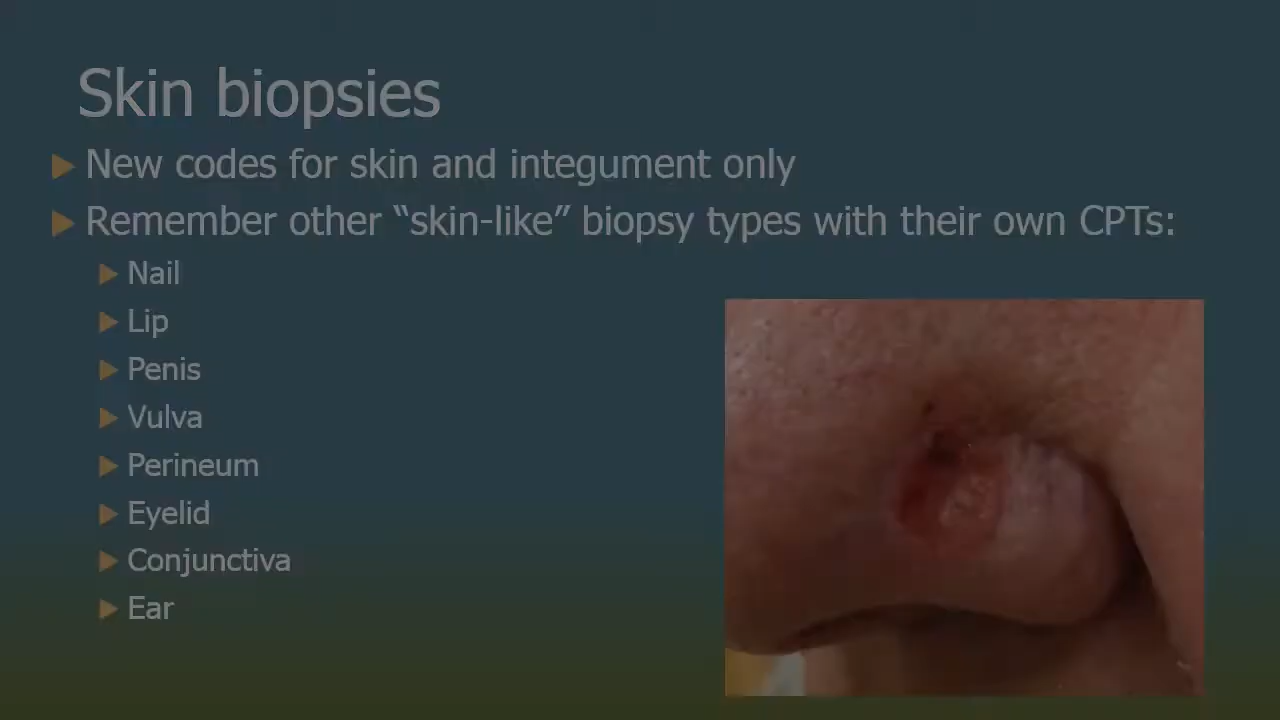 Skin biopsies
New codes for skin and integument only
Remember other “skin-like” biopsy types with their own CPTs:
Nail
Lip
Penis
Vulva
Perineum
Eyelid
Conjunctiva
Ear